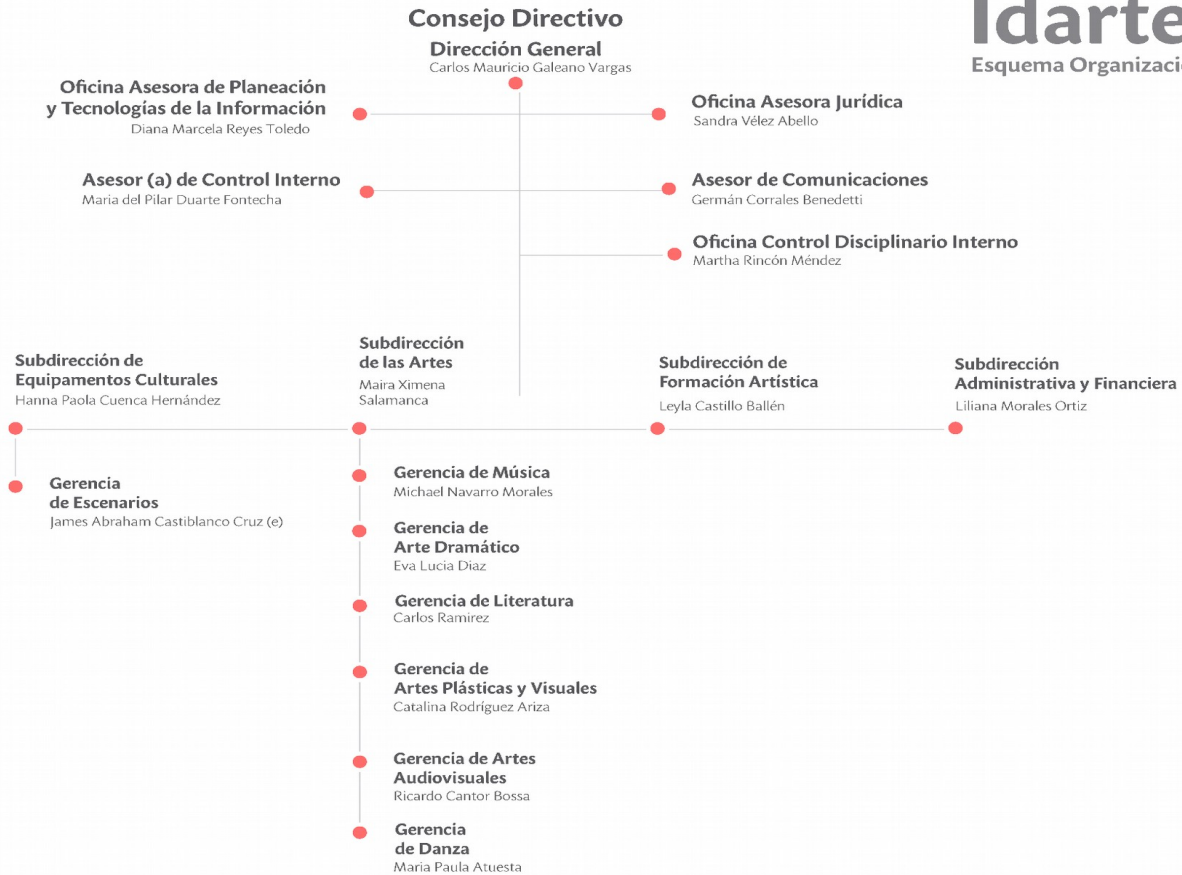 Consejo Directivo
Dirección General
Carlos Mauricio Galeano Vargas
Idarte
Esquema Organizaci
Oficina Asesora de Planeación
y Tecnologías de la Información
Diana Marcela Reyes Toledo
Oficina Asesora Jurídica
Sandra Vélez Abello
Asesor (a) de Control Interno
Maria del Pilar Duarte Fontecha
Asesor de Comunicaciones
Germán Corrales Benedetti
Oficina Control Disciplinario Interno
Martha Rincón Méndez
Subdirección de
Equipamentos Culturales
Hanna Paola Cuenca Hernández
Subdirección
de las Artes
Maira Ximena
Salamanca
Subdirección de
Formación Artística
Leyla Castillo Ballén
Subdirección
Administrativa y Financiera
Liliana Morales Ortiz
Gerencia
de Escenarios
James Abraham Castiblanco Cruz (e)
Gerencia de Música
Michael Navarro Morales
Gerencia de
Arte Dramático
Eva Lucia Diaz
Gerencia de Literatura
Carlos Ramirez
Gerencia de
Artes Plásticas y Visuales
Catalina Rodríguez Ariza
Gerencia de Artes
Audiovisuales
Ricardo Cantor Bossa
Gerencia
de Danza
Maria Paula Atuesta